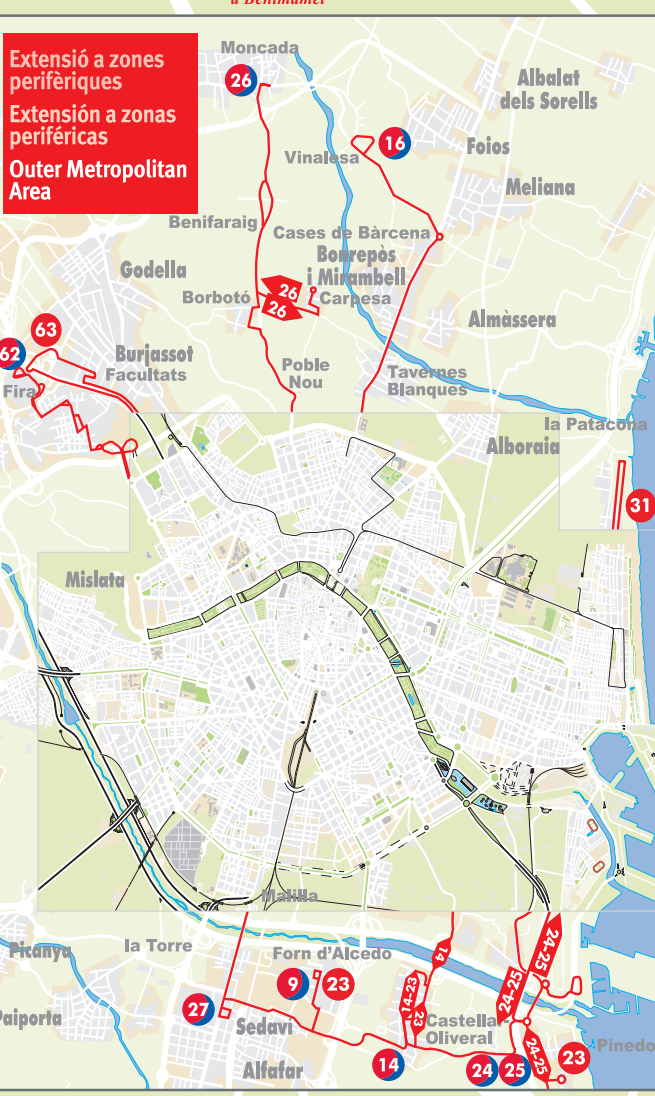 a Benimàmet
Extensió a zones
perifèriques
Extensión a zonas
periféricas
Outer Metropolitan
Area
Moncada
26
Albalat
dels Sorells
16
Foios
Vinalesa
Meliana
Benifaraig
Cases de Bàrcena
Bonrepòs
i Mirambell
Godella
26
26
Borbotó
Carpesa
Almàssera
63
62
Burjassot
Facultats
Fira
Poble
Nou
Tavernes
Blanques
la Patacona
Alboraia
31
Mislata
Malilla
Picanya
la Torre
Forn d'Alcedo
14
24-25
24-25
9
23
14-23
23
27
Sedaví
Castellar
Oliveral
Paiporta
24-25
Pinedo
23
14
24
25
Alfafar